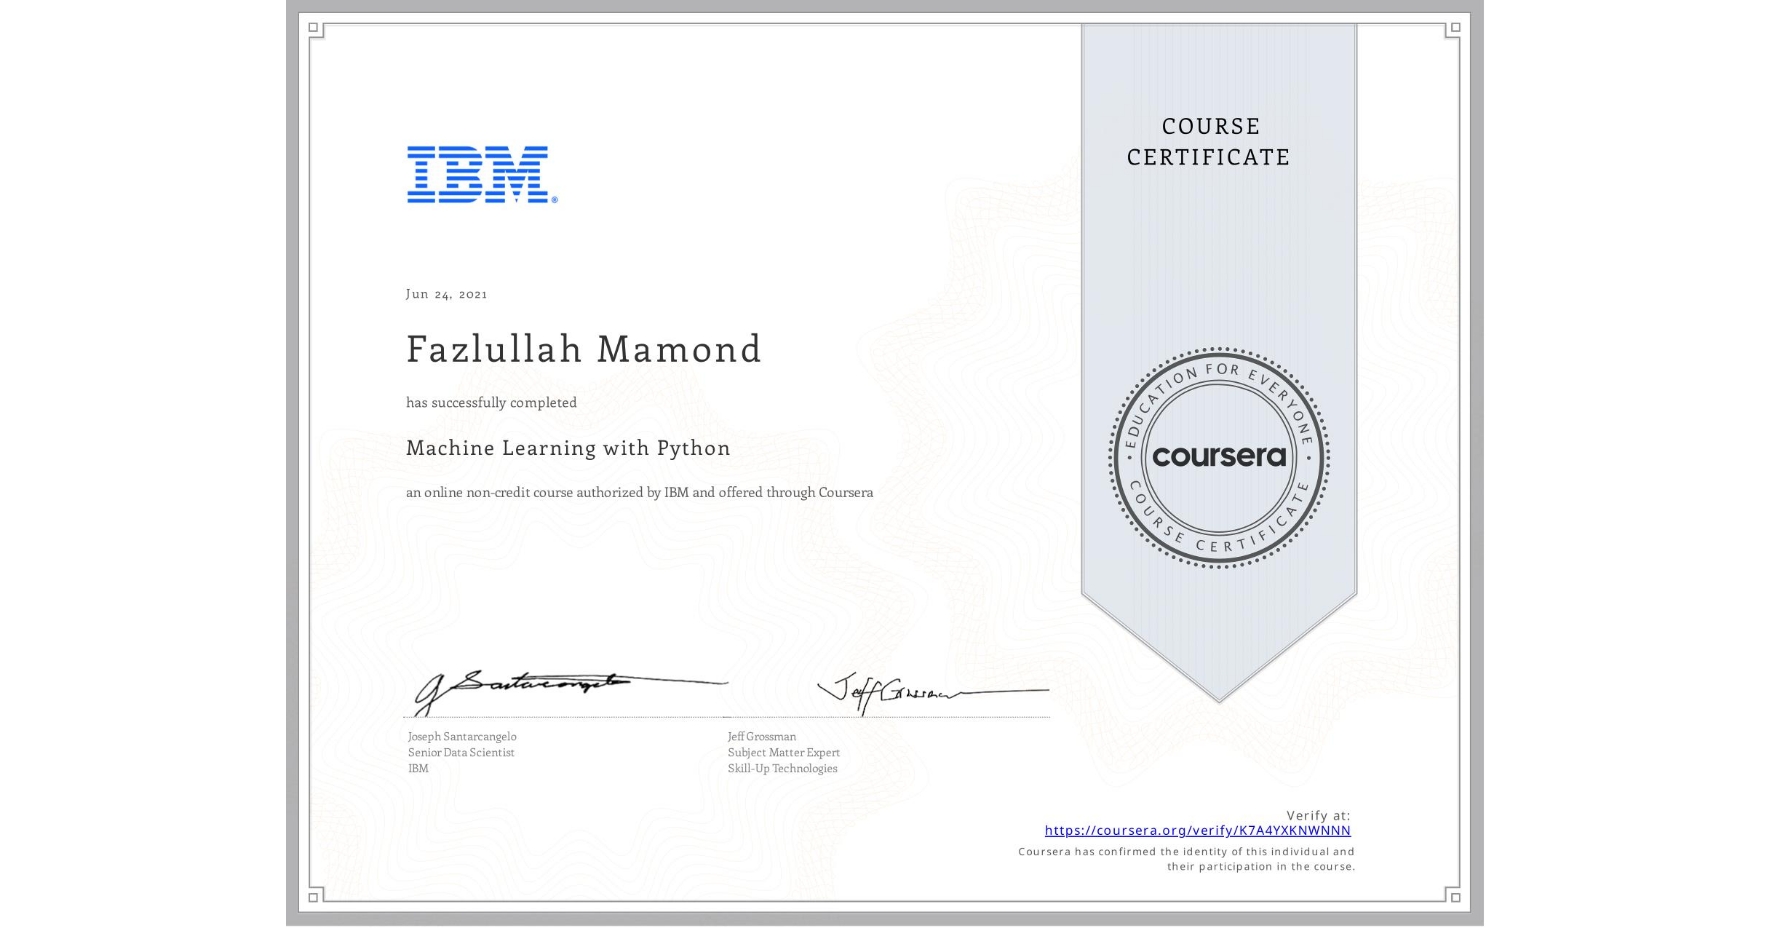 COURSE
CERTIFICATE
IBM®
Jun 24, 2021
Fazlullah Mamond
has successfully completed
Machine Learning with Python
an online non-credit course authorized by IBM and offered through Coursera
EDUCATION FOR EVERYONE
coursera
COURSE CERTIFICATE
J Santarcangelo
Jeff Grossman
Joseph Santarcangelo
Senior Data Scientist
IBM
Jeff Grossman
Subject Matter Expert
Skill-Up Technologies
Verify at:
https://coursera.org/verify/K7A4YXKNWNNN
Coursera has confirmed the identity of this individual and
their participation in the course.